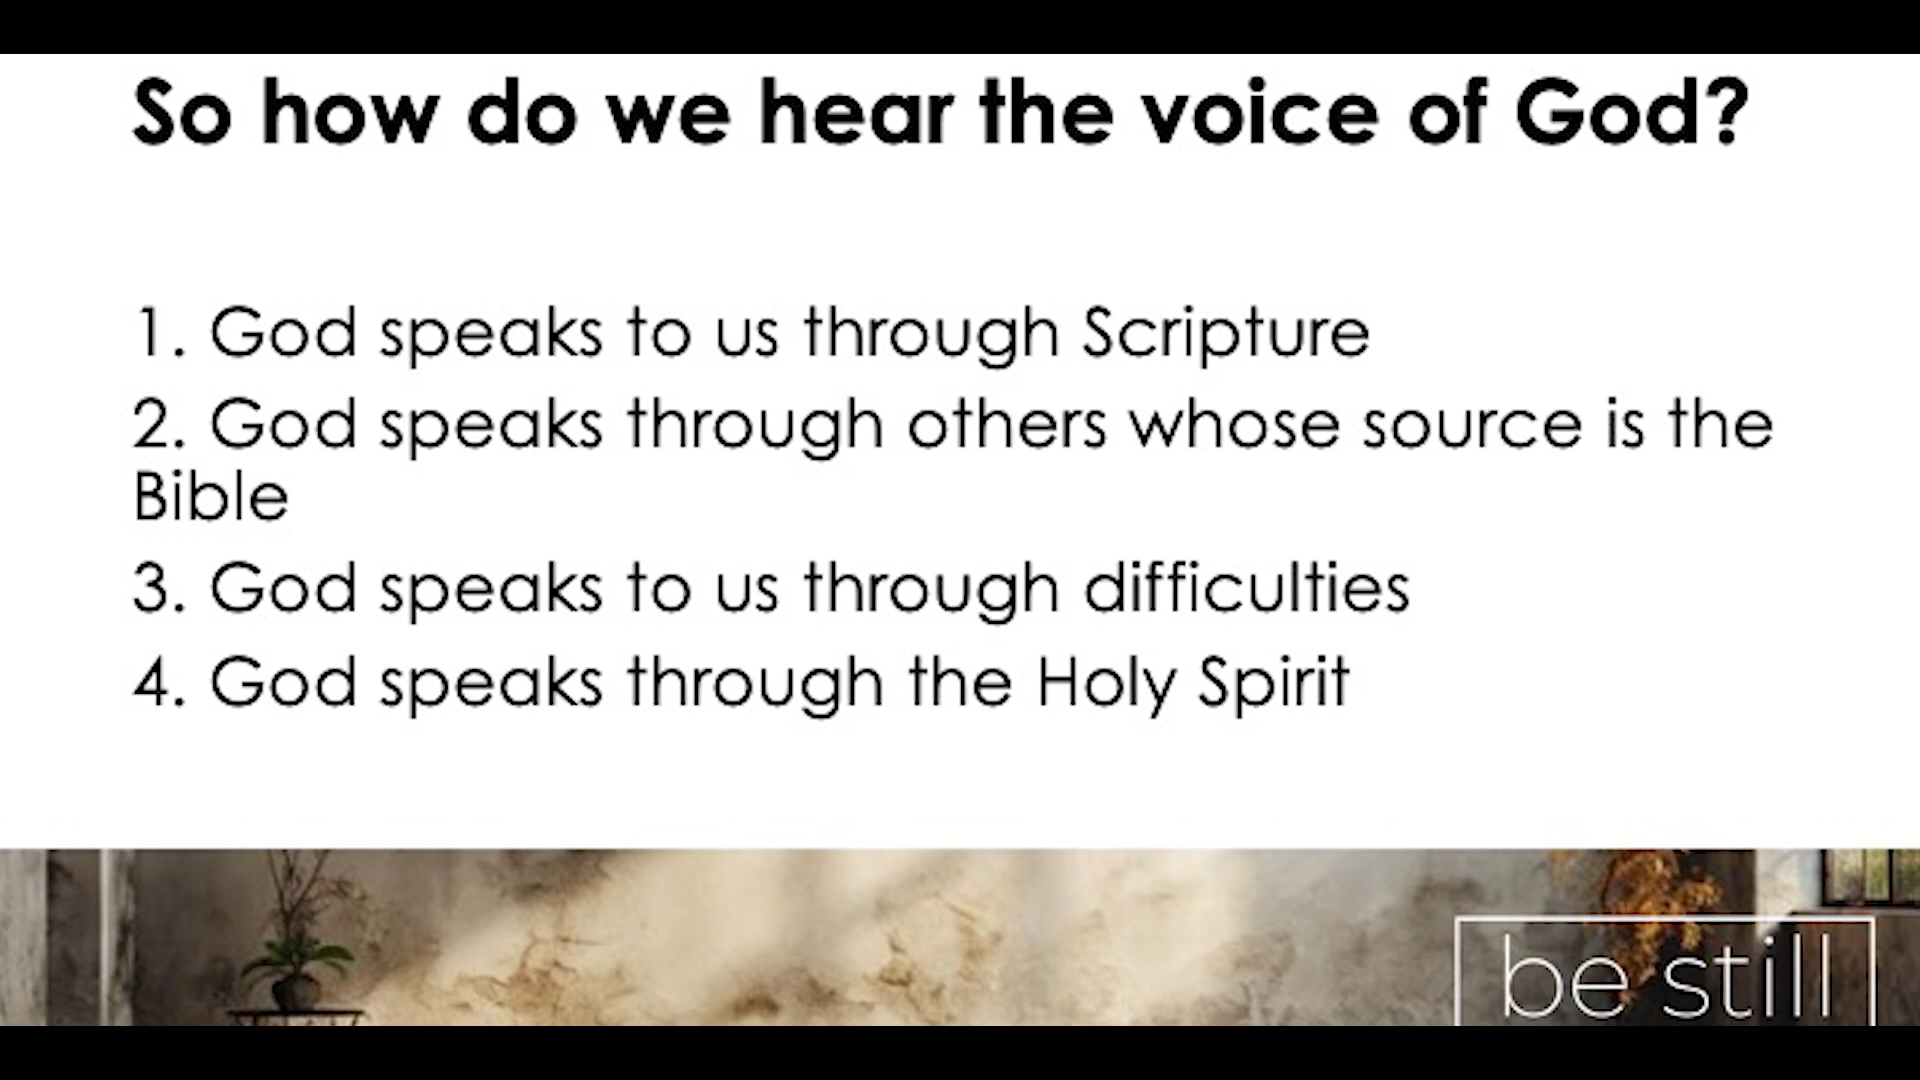 So how do we hear the voice of God?
1. God speaks to us through Scripture
2. God speaks through others whose source is the
Bible
3. God speaks to us through difficulties
4. God speaks through the Holy Spirit
be still